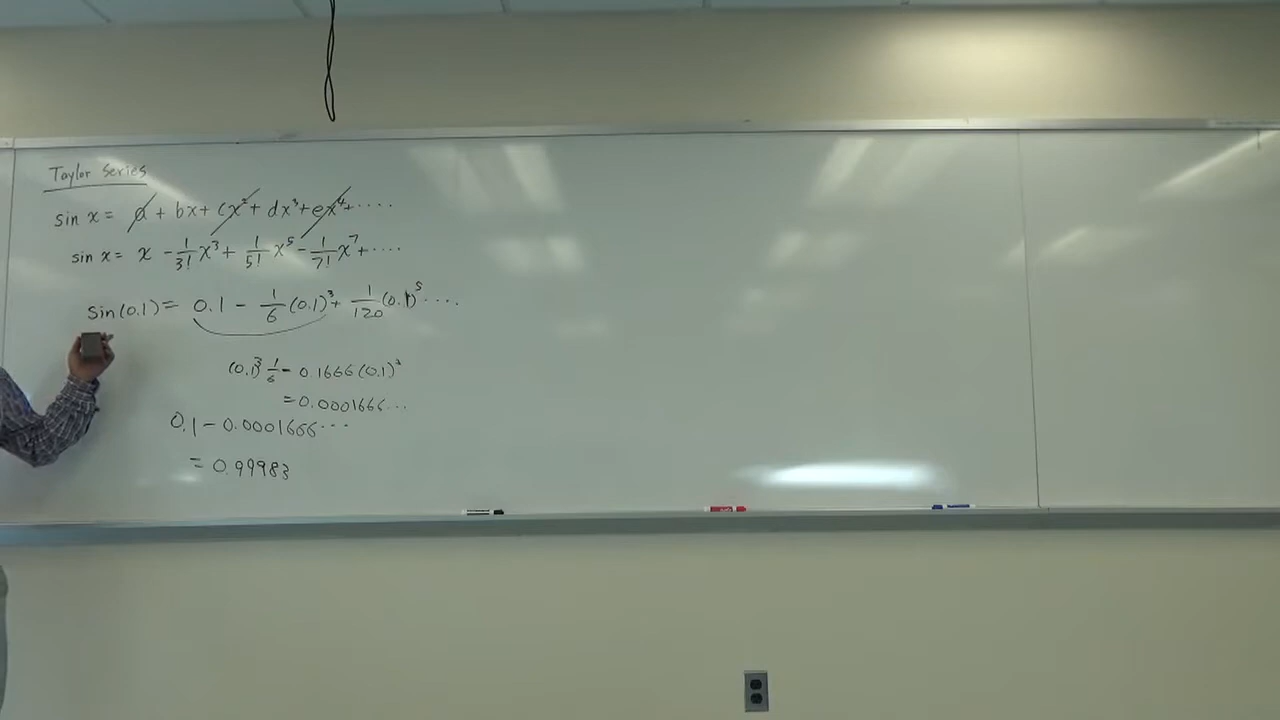 Taylor Series
sin x = a + bx + cx² + dx³ + ex⁴ + ....
sin x = x - 1/3! x³ + 1/5! x⁵ - 1/7! x⁷ + ....
sin(0.1) = 0.1 - 1/6 (0.1)³ + 1/120 (0.1)⁵ ....
(0.1)³ 1/6 = 0.1666 (0.1)³
= 0.0001666...
0.1 - 0.0001666...
= 0.99983